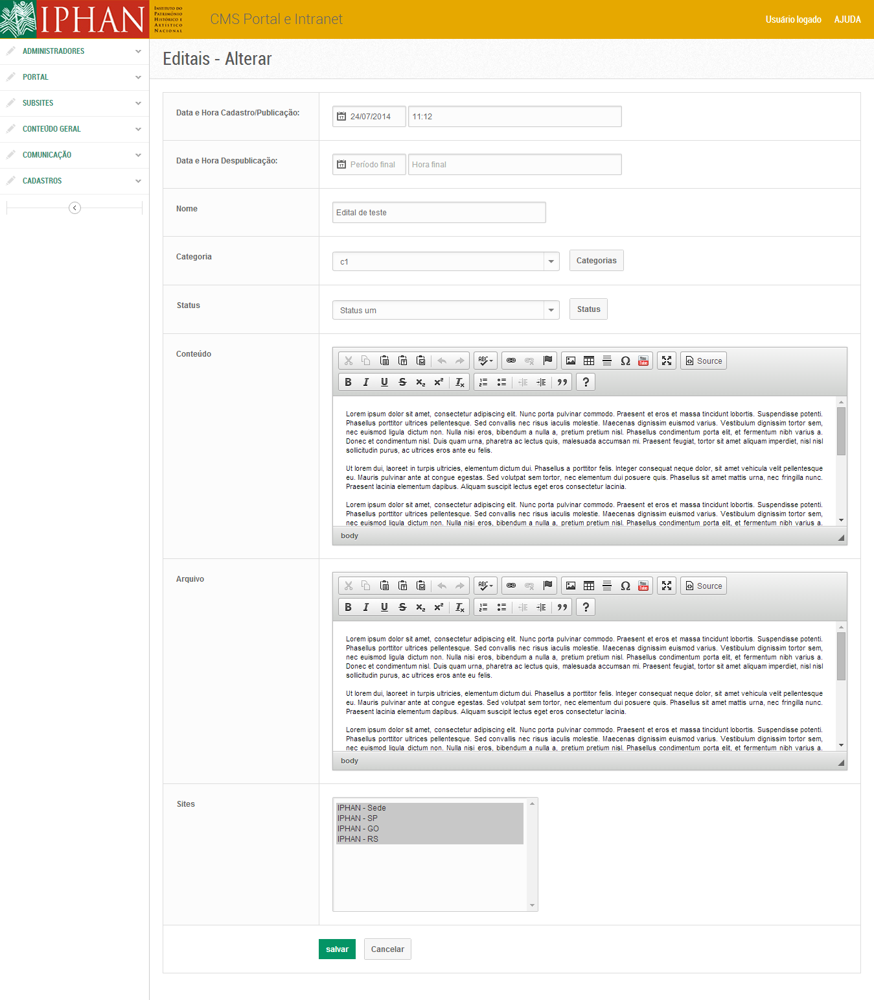 IPHAN
INSTITUTO DO
PATRIMÔNIO
HISTÓRICO E
ARTÍSTICO
NACIONAL
CMS Portal e Intranet
Usuário logado
AJUDA
ADMINISTRADORES
PORTAL
SUBSITES
CONTEÚDO GERAL
COMUNICAÇÃO
CADASTROS
Editais - Alterar
Data e Hora Cadastro/Publicação:
17 24/07/2014
11:12
Data e Hora Despublicação:
17 Período final
Hora final
Nome
Edital de teste
Categoria
c1
Categorias
Status
Status um
Status
Conteúdo
ABC Ω You Tube Source
B I U S x₂ x² Tx ?
Lorem ipsum dolor sit amet, consectetur adipiscing elit. Nunc porta pulvinar commodo. Praesent et eros et massa tincidunt lobortis. Suspendisse potenti.
Phasellus porttitor ultrices pellentesque. Sed convallis nec risus iaculis molestie. Maecenas dignissim euismod varius. Vestibulum dignissim tortor sem,
nec euismod ligula dictum non. Nulla nisi eros, bibendum a nulla a, pretium pretium nisl. Phasellus condimentum porta elit, et fermentum nibh varius a.
Donec et condimentum nisl. Duis quam urna, pharetra ac lectus quis, malesuada accumsan mi. Praesent feugiat, tortor sit amet aliquam imperdiet, nisl nisl
sollicitudin purus, ac ultrices eros ante eu felis.
Ut lorem dui, laoreet in turpis ultricies, elementum dictum dui. Phasellus a porttitor felis. Integer consequat neque dolor, sit amet vehicula velit pellentesque
eu. Mauris pulvinar ante at congue egestas. Sed volutpat sem tortor, nec elementum dui posuere quis. Phasellus sit amet mattis urna, nec fringilla nunc.
Praesent lacinia elementum dapibus. Aliquam suscipit lectus eget eros consectetur lacinia.
Lorem ipsum dolor sit amet, consectetur adipiscing elit. Nunc porta pulvinar commodo. Praesent et eros et massa tincidunt lobortis. Suspendisse potenti.
Phasellus porttitor ultrices pellentesque. Sed convallis nec risus iaculis molestie. Maecenas dignissim euismod varius. Vestibulum dignissim tortor sem,
nec euismod ligula dictum non. Nulla nisi eros, bibendum a nulla a, pretium pretium nisl. Phasellus condimentum porta elit, et fermentum nibh varius a.
body
Arquivo
ABC Ω You Tube Source
B I U S x₂ x² Tx ?
Lorem ipsum dolor sit amet, consectetur adipiscing elit. Nunc porta pulvinar commodo. Praesent et eros et massa tincidunt lobortis. Suspendisse potenti.
Phasellus porttitor ultrices pellentesque. Sed convallis nec risus iaculis molestie. Maecenas dignissim euismod varius. Vestibulum dignissim tortor sem,
nec euismod ligula dictum non. Nulla nisi eros, bibendum a nulla a, pretium pretium nisl. Phasellus condimentum porta elit, et fermentum nibh varius a.
Donec et condimentum nisl. Duis quam urna, pharetra ac lectus quis, malesuada accumsan mi. Praesent feugiat, tortor sit amet aliquam imperdiet, nisl nisl
sollicitudin purus, ac ultrices eros ante eu felis.
Ut lorem dui, laoreet in turpis ultricies, elementum dictum dui. Phasellus a porttitor felis. Integer consequat neque dolor, sit amet vehicula velit pellentesque
eu. Mauris pulvinar ante at congue egestas. Sed volutpat sem tortor, nec elementum dui posuere quis. Phasellus sit amet mattis urna, nec fringilla nunc.
Praesent lacinia elementum dapibus. Aliquam suscipit lectus eget eros consectetur lacinia.
Lorem ipsum dolor sit amet, consectetur adipiscing elit. Nunc porta pulvinar commodo. Praesent et eros et massa tincidunt lobortis. Suspendisse potenti.
Phasellus porttitor ultrices pellentesque. Sed convallis nec risus iaculis molestie. Maecenas dignissim euismod varius. Vestibulum dignissim tortor sem,
nec euismod ligula dictum non. Nulla nisi eros, bibendum a nulla a, pretium pretium nisl. Phasellus condimentum porta elit, et fermentum nibh varius a.
body
Sites
IPHAN - Sede
IPHAN - SP
IPHAN - GO
IPHAN - RS
salvar
Cancelar